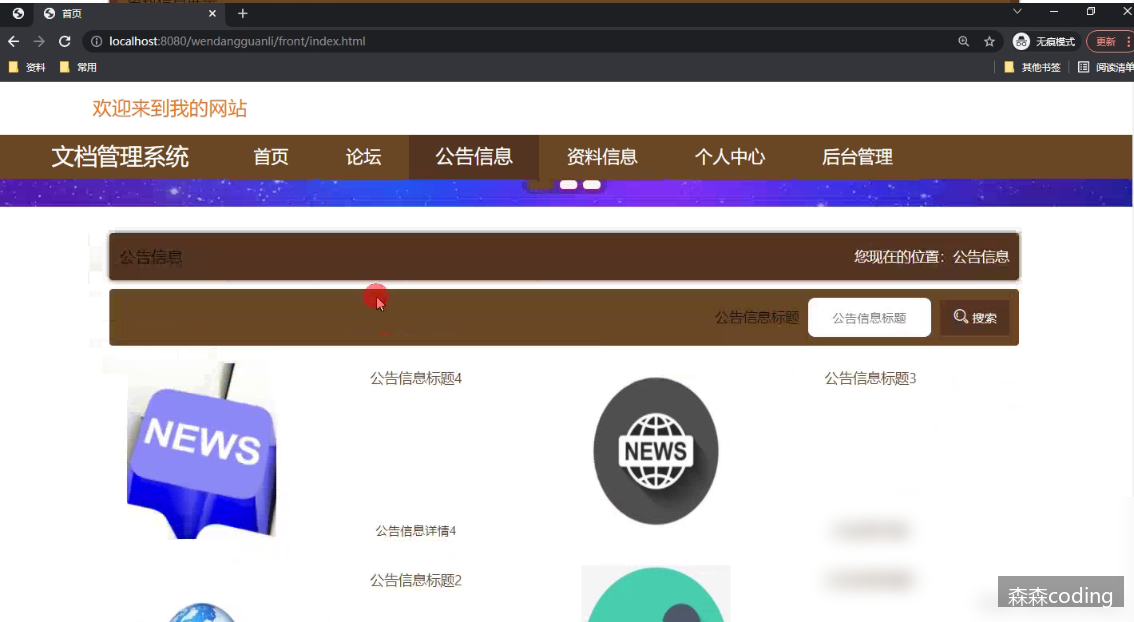 首页
localhost:8080/wendangguanli/front/index.html
无痕模式
更新
资料
常用
其他书签
阅读清单
欢迎来到我的网站
文档管理系统
首页
论坛
公告信息
资料信息
个人中心
后台管理
公告信息
您现在的位置：公告信息
公告信息标题
公告信息标题
搜索
NEWS
公告信息标题4
公告信息详情4
NEWS
公告信息标题3
公告信息标题2
森森coding